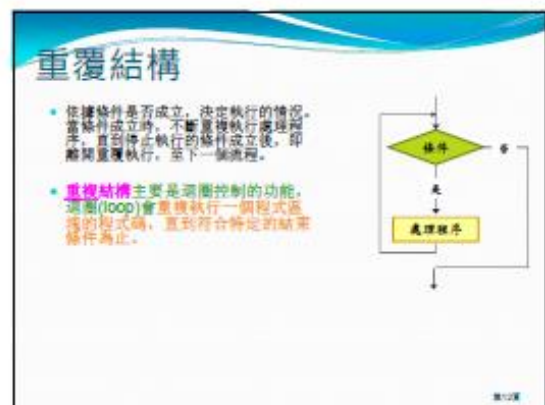 重覆結構
• 依據條件是否成立，決定執行的情況。
當條件成立時，不斷重複執行處理程
序，直到停止執行的條件成立後，即
離開重覆執行，至下一個流程。
• 重複結構主要是迴圈控制的功能，
迴圈(loop)會重複執行一個程式區
塊的程式碼，直到符合特定的結束
條件為止。
條件
否
是
處理程序
第12頁